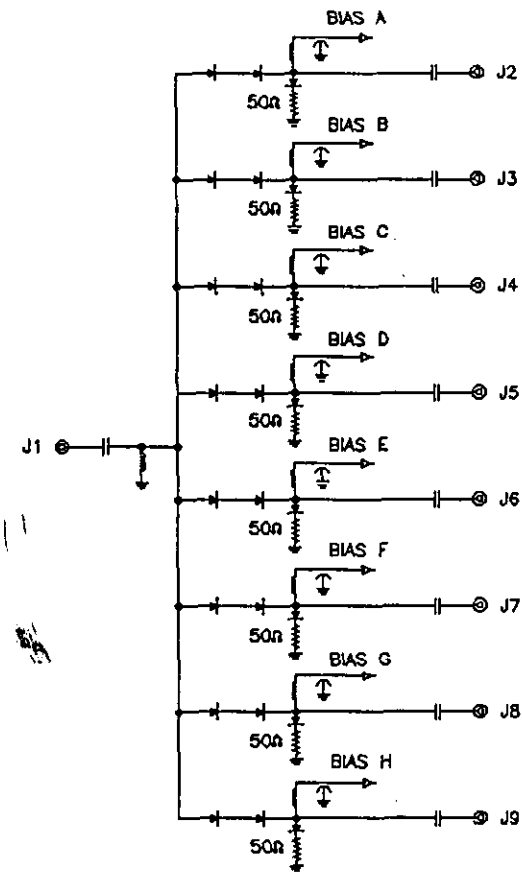 BIAS A
J2
50Ω
BIAS B
J3
50Ω
BIAS C
J4
50Ω
BIAS D
J5
50Ω
J1
BIAS E
J6
50Ω
BIAS F
J7
50Ω
BIAS G
J8
50Ω
BIAS H
J9
50Ω